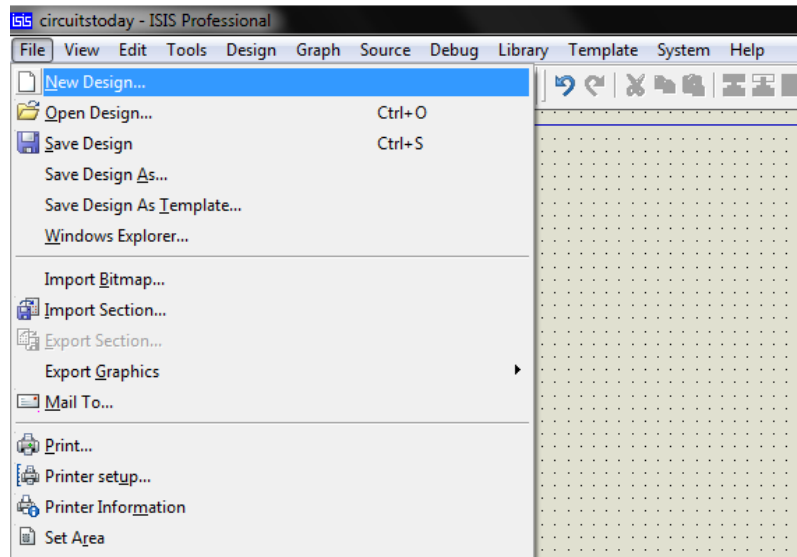 isis circuitstoday - ISIS Professional
File View Edit Tools Design Graph Source Debug Library Template System Help
New Design...
Open Design... Ctrl+O
Save Design Ctrl+S
Save Design As...
Save Design As Template...
Windows Explorer...
Import Bitmap...
Import Section...
Export Section...
Export Graphics
Mail To...
Print...
Printer setup...
Printer Information
Set Area